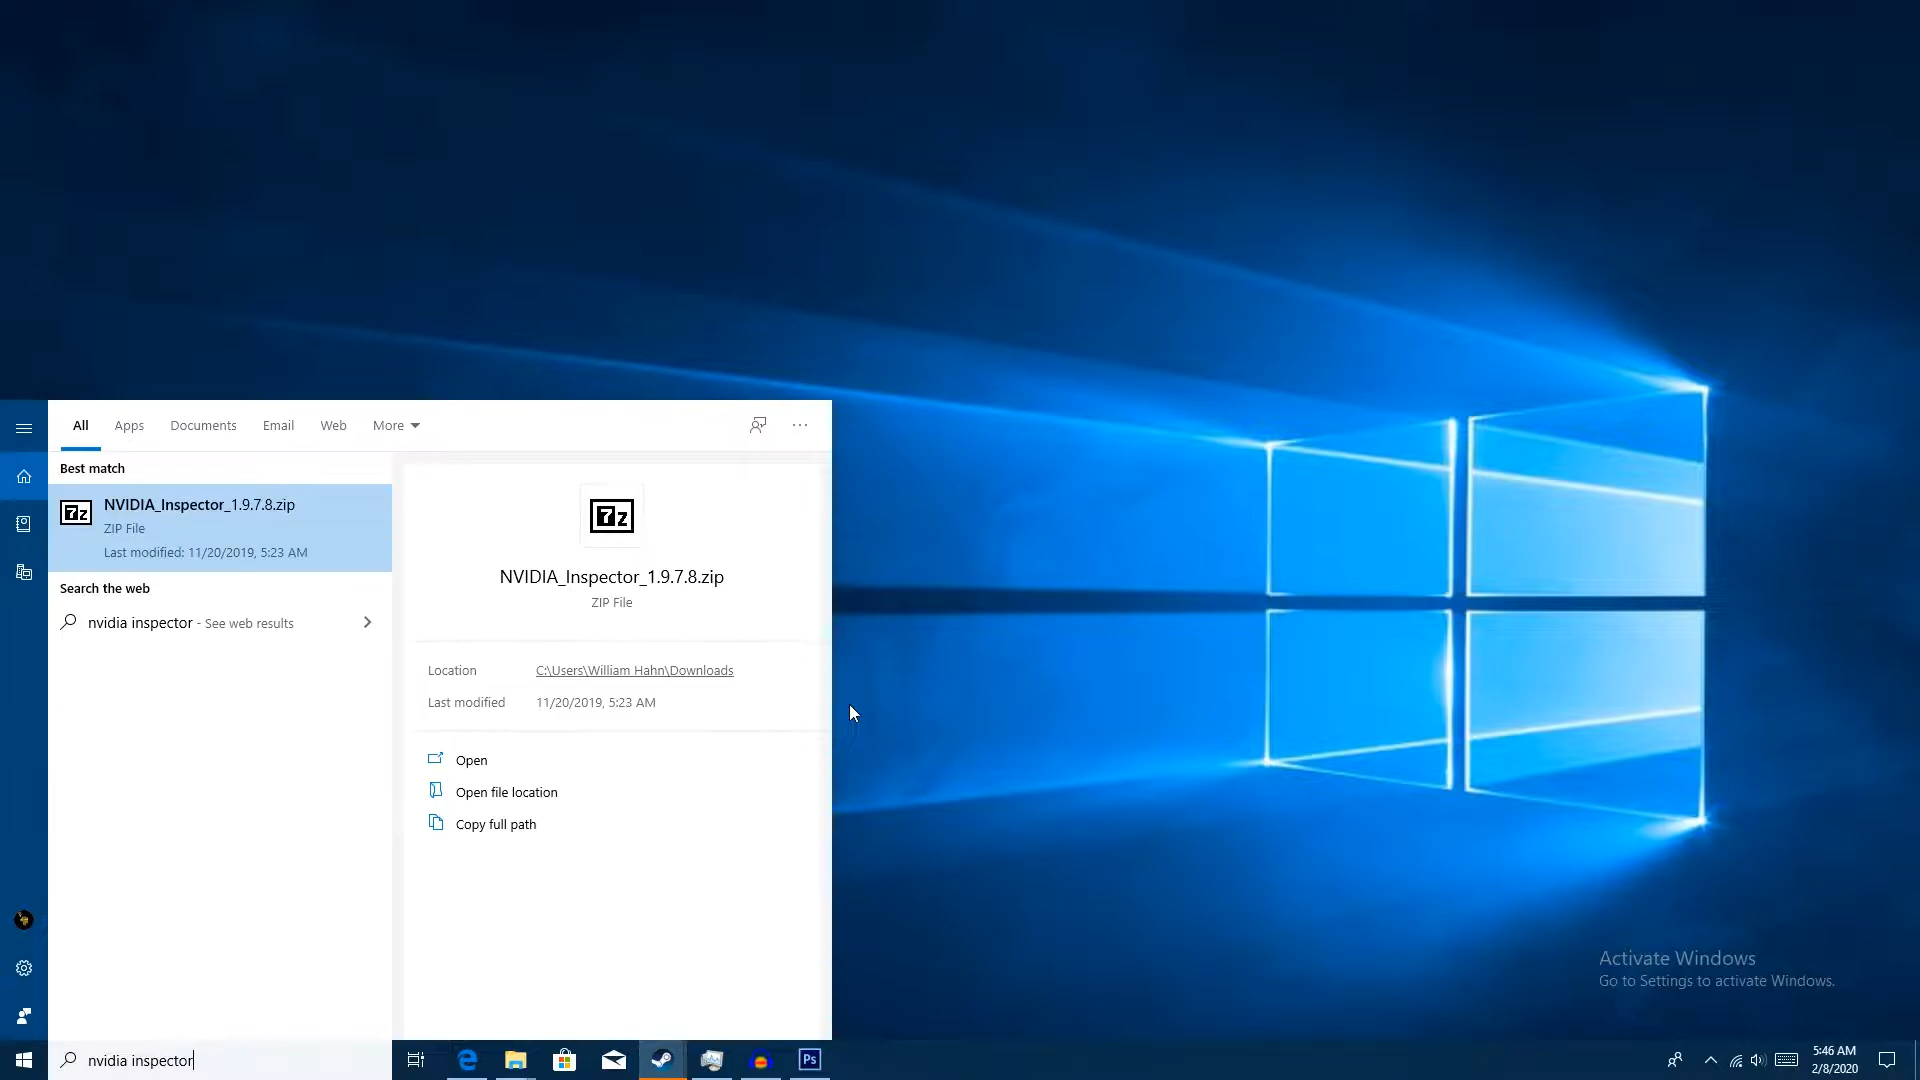 All Apps Documents Email Web More
Best match
NVIDIA_Inspector_1.9.7.8.zip
ZIP File
Last modified: 11/20/2019, 5:23 AM
Search the web
nvidia inspector - See web results
7z
NVIDIA_Inspector_1.9.7.8.zip
ZIP File
Location C:\Users\William Hahn\Downloads
Last modified 11/20/2019, 5:23 AM
Open
Open file location
Copy full path
Activate Windows
Go to Settings to activate Windows.
nvidia inspector
Ps
5:46 AM
2/8/2020